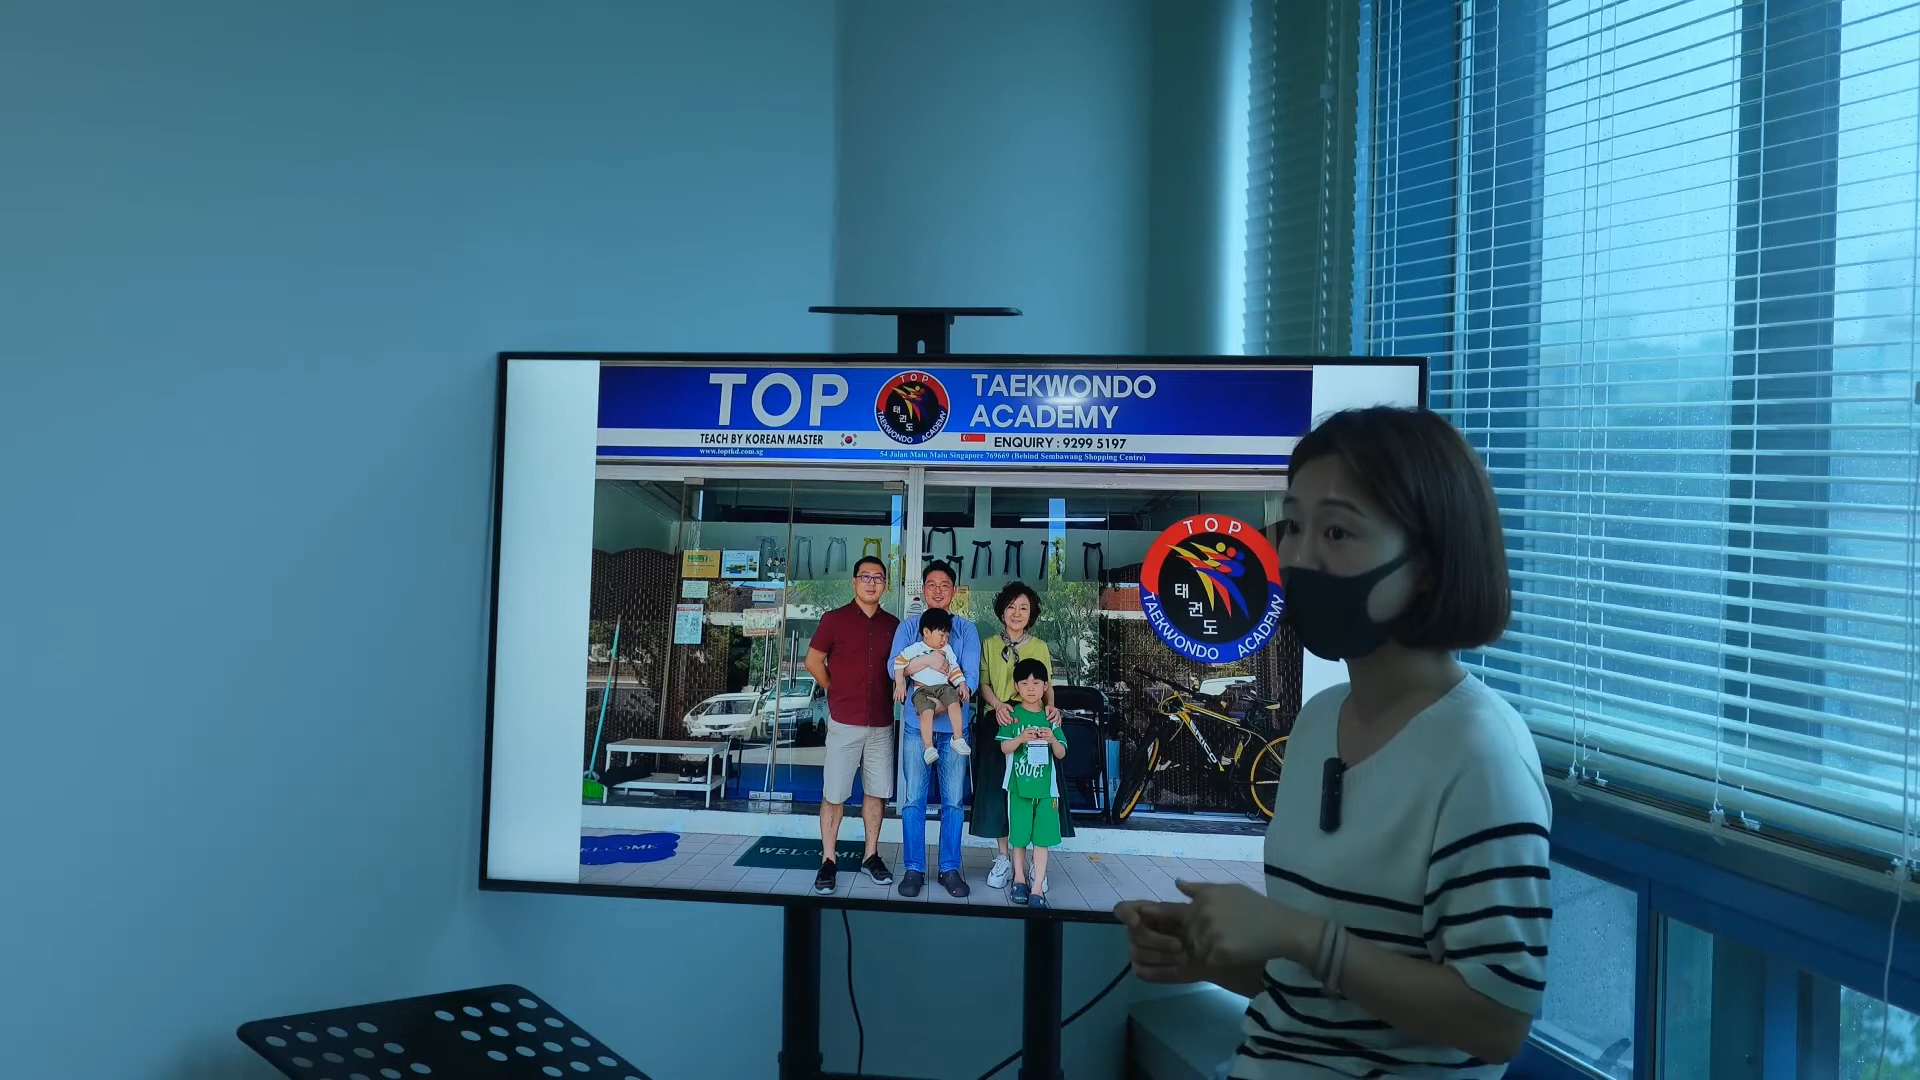 TOP
TOP
태권도
TAEKWONDO ACADEMY
TAEKWONDO
ACADEMY
TEACH BY KOREAN MASTER
ENQUIRY : 9299 5197
www.toptkd.com.sg
54 Jalan Malu Malu Singapore 769669 (Behind Sembawang Shopping Centre)
TOP
태권도
TAEKWONDO ACADEMY
ROUGE
WELCOME